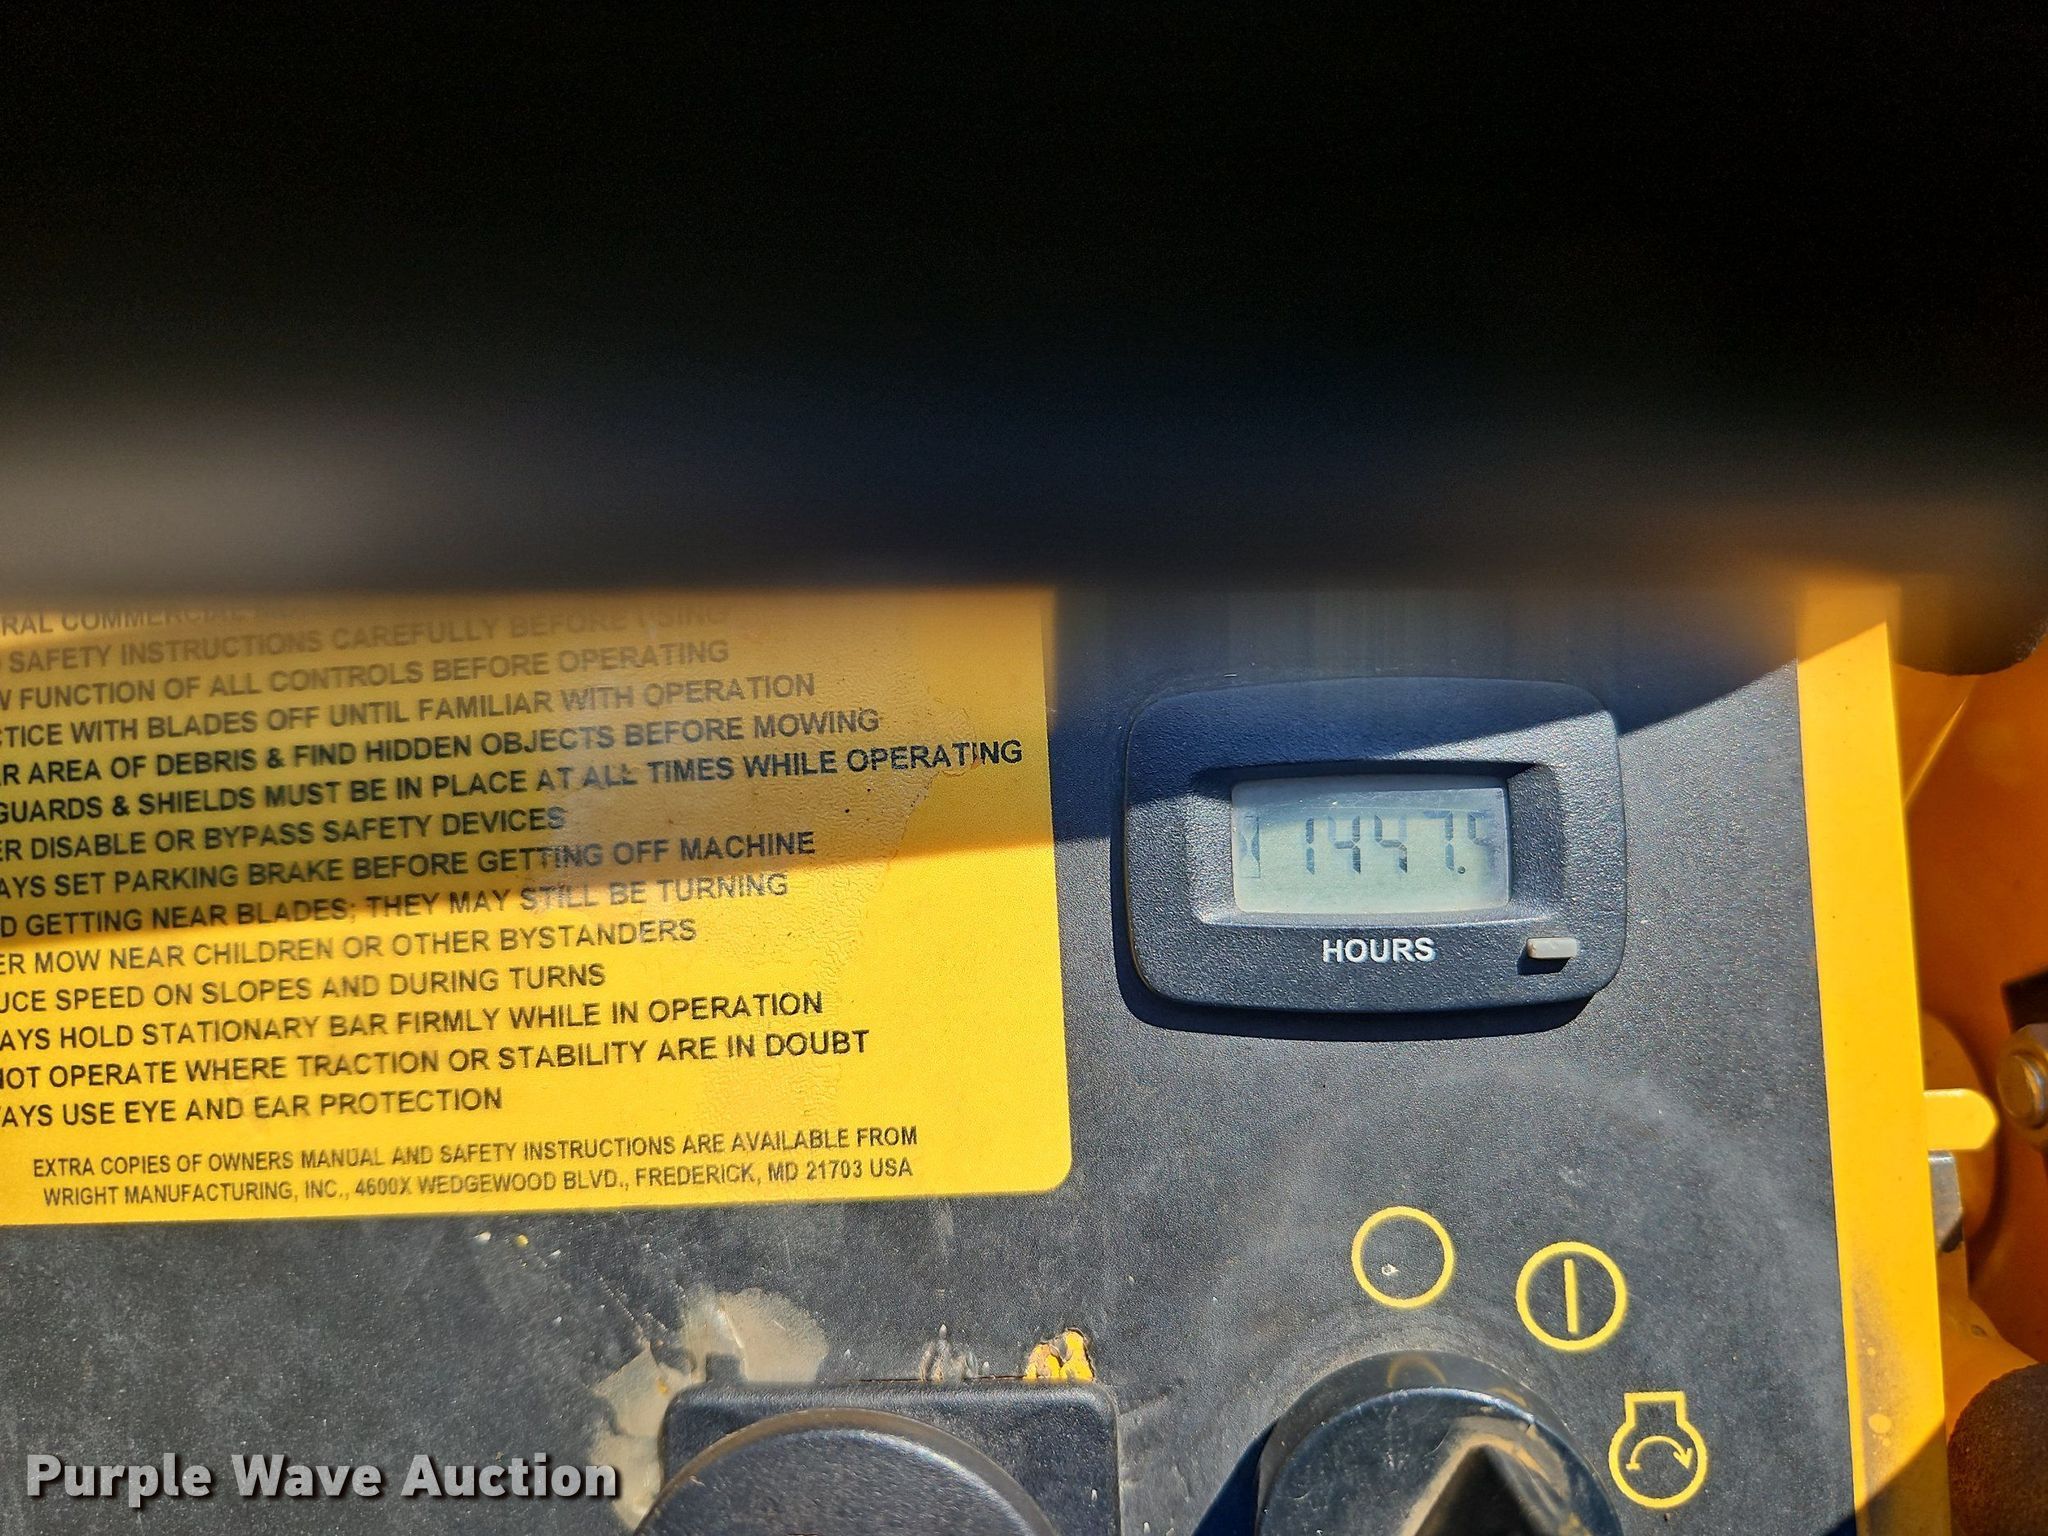 RAL COMMERCIAL
SAFETY INSTRUCTIONS CAREFULLY BEFORE USING
W FUNCTION OF ALL CONTROLS BEFORE OPERATING
CTICE WITH BLADES OFF UNTIL FAMILIAR WITH OPERATION
AR AREA OF DEBRIS & FIND HIDDEN OBJECTS BEFORE MOWING
GUARDS & SHIELDS MUST BE IN PLACE AT ALL TIMES WHILE OPERATING
ER DISABLE OR BYPASS SAFETY DEVICES
AYS SET PARKING BRAKE BEFORE GETTING OFF MACHINE
D GETTING NEAR BLADES; THEY MAY STILL BE TURNING
ER MOW NEAR CHILDREN OR OTHER BYSTANDERS
UCE SPEED ON SLOPES AND DURING TURNS
AYS HOLD STATIONARY BAR FIRMLY WHILE IN OPERATION
NOT OPERATE WHERE TRACTION OR STABILITY ARE IN DOUBT
AYS USE EYE AND EAR PROTECTION
EXTRA COPIES OF OWNERS MANUAL AND SAFETY INSTRUCTIONS ARE AVAILABLE FROM
WRIGHT MANUFACTURING, INC., 4600X WEDGEWOOD BLVD., FREDERICK, MD 21703 USA
1447.5
HOURS
Purple Wave Auction